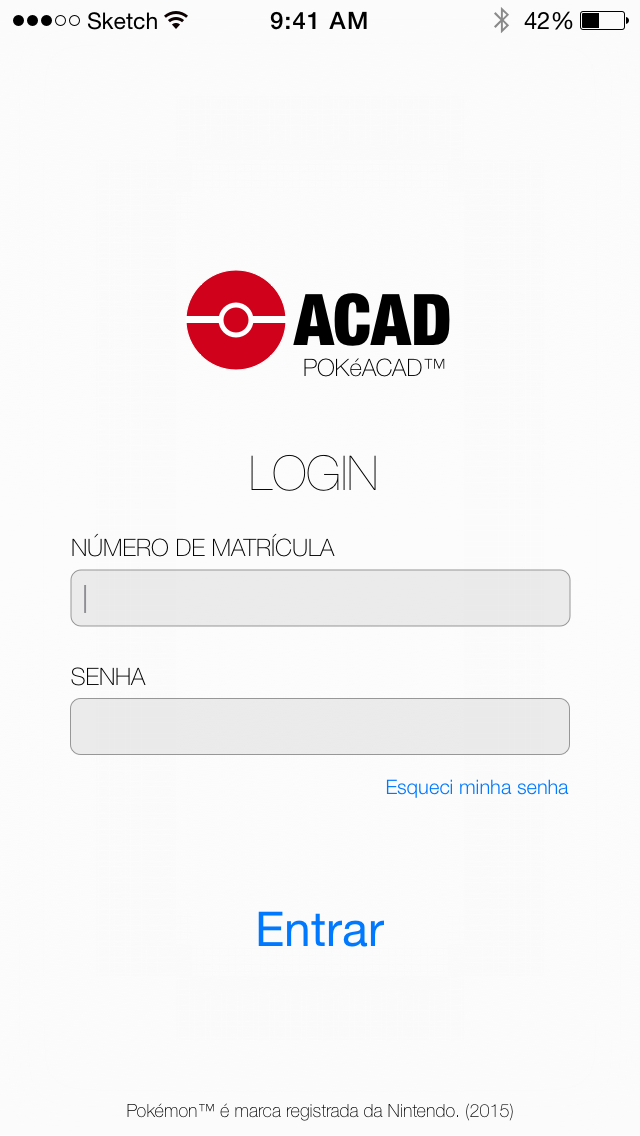 Sketch 9:41 AM 42%
ACAD
POKéACAD™
LOGIN
NÚMERO DE MATRÍCULA
SENHA
Esqueci minha senha
Entrar
Pokémon™ é marca registrada da Nintendo. (2015)